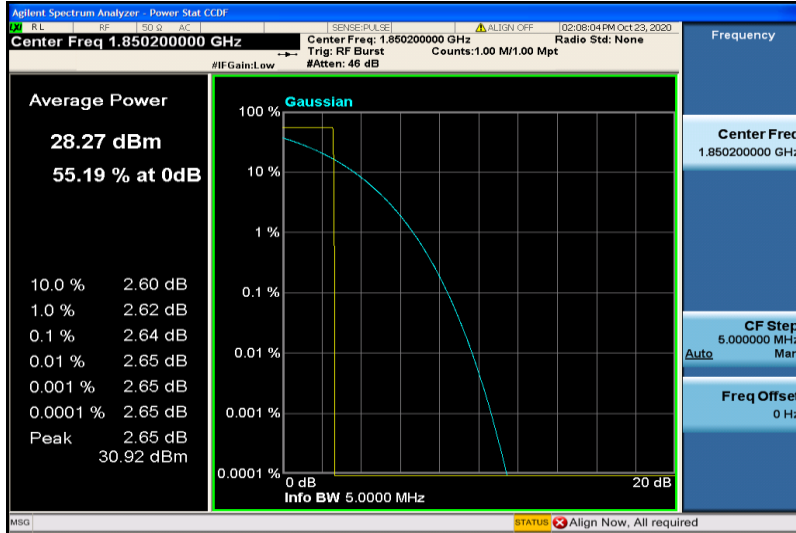 Agilent Spectrum Analyzer - Power Stat CCDF
LXI RL RF 50 Ω AC SENSE:PULSE ALIGN OFF 02:08:04 PM Oct 23, 2020
Center Freq 1.850200000 GHz
Center Freq: 1.850200000 GHz Radio Std: None
Trig: RF Burst Counts:1.00 M/1.00 Mpt
#IFGain:Low #Atten: 46 dB
Average Power
28.27 dBm
55.19 % at 0dB
10.0 % 2.60 dB
1.0 % 2.62 dB
0.1 % 2.64 dB
0.01 % 2.65 dB
0.001 % 2.65 dB
0.0001 % 2.65 dB
Peak 2.65 dB
30.92 dBm
Gaussian
100 %
10 %
1 %
0.1 %
0.01 %
0.001 %
0.0001 %
0 dB 20 dB
Info BW 5.0000 MHz
Frequency
Center Freq
1.850200000 GHz
CF Step
5.000000 MHz
Auto Man
Freq Offset
0 Hz
MSG STATUS Align Now, All required